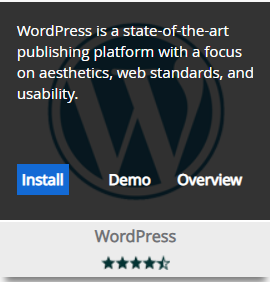 WordPress is a state-of-the-art
publishing platform with a focus
on aesthetics, web standards, and
usability.
Install Demo Overview
WordPress